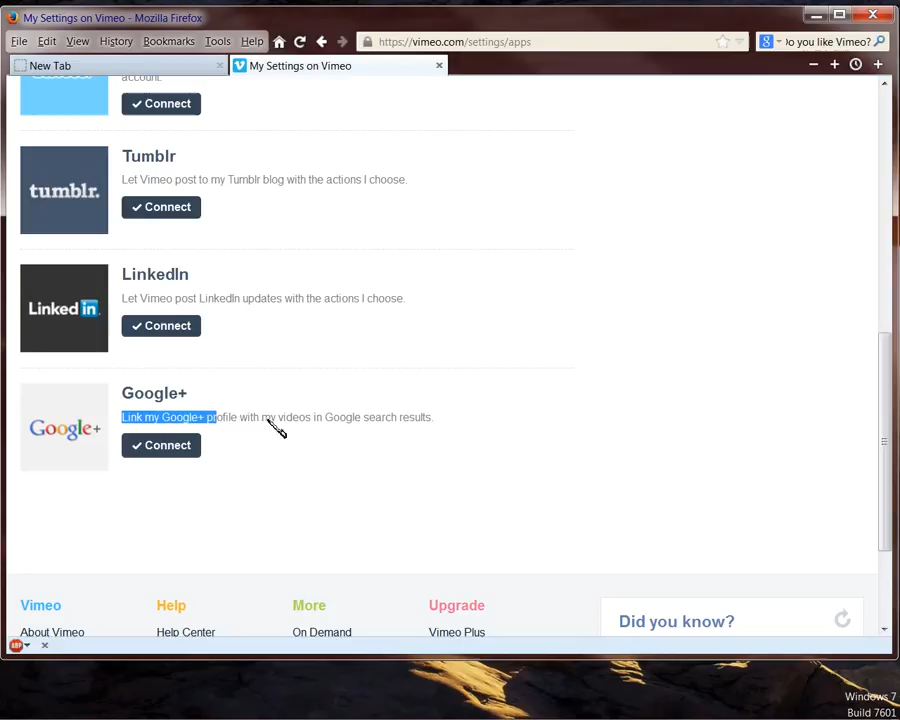 My Settings on Vimeo - Mozilla Firefox
File Edit View History Bookmarks Tools Help
https://vimeo.com/settings/apps
Do you like Vimeo?
New Tab
My Settings on Vimeo
account.
Connect
tumblr.
Tumblr
Let Vimeo post to my Tumblr blog with the actions I choose.
Connect
Linked in
LinkedIn
Let Vimeo post LinkedIn updates with the actions I choose.
Connect
Google+
Google+
Link my Google+ profile with my videos in Google search results.
Connect
Vimeo Help More Upgrade
Did you know?
About Vimeo Help Center On Demand Vimeo Plus
ABP
Windows 7
Build 7601